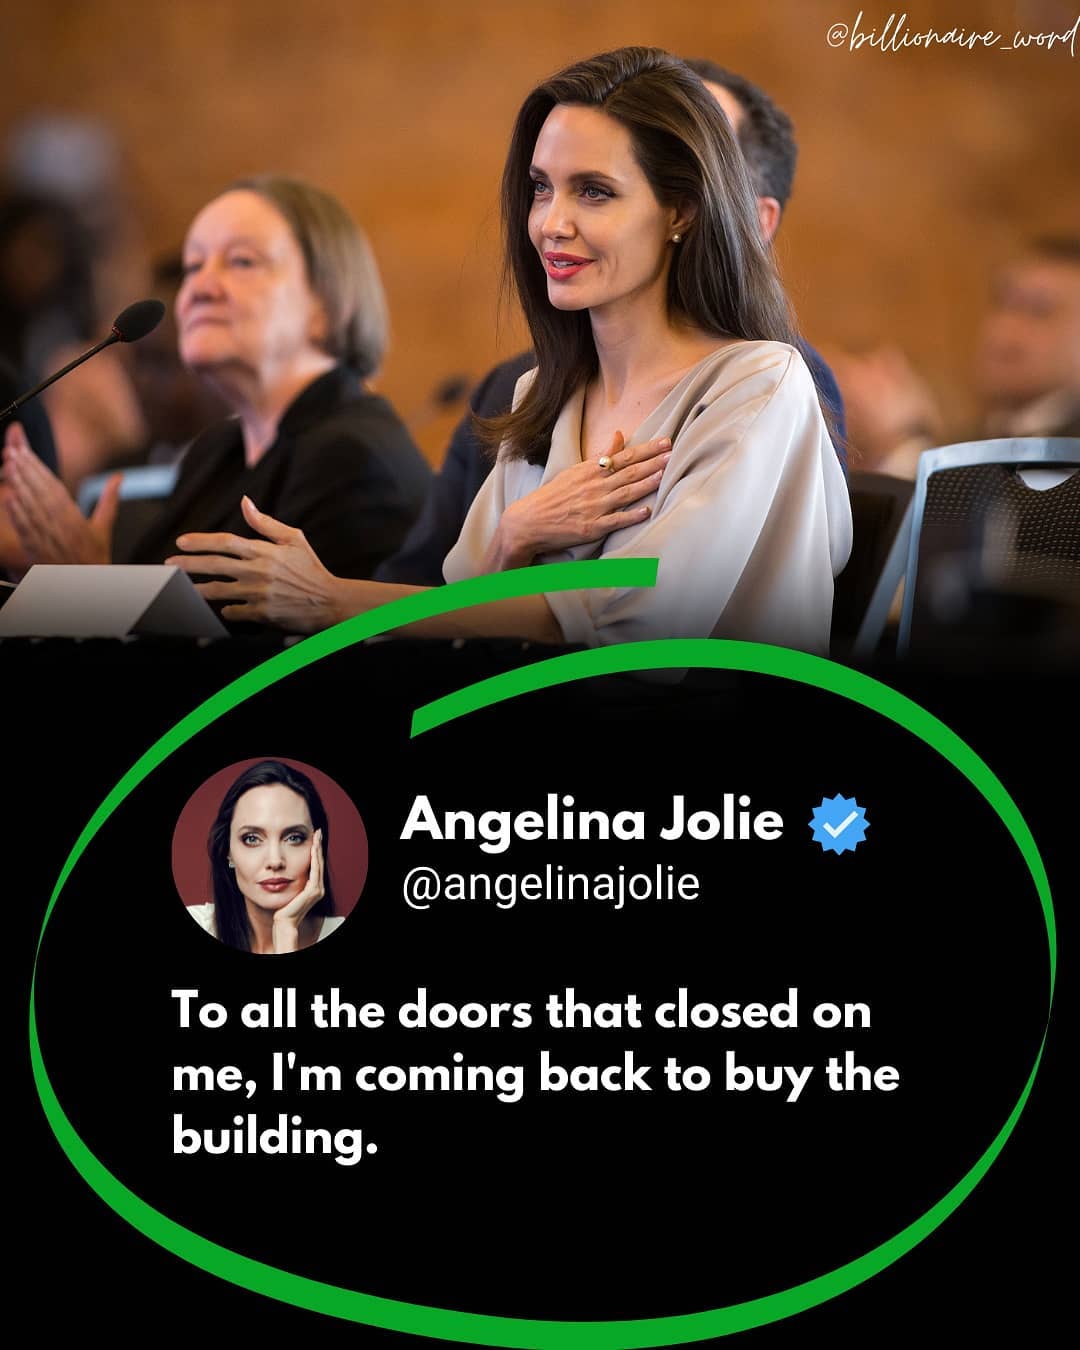 @billionaire_word
Angelina Jolie
@angelinajolie
To all the doors that closed on
me, I'm coming back to buy the
building.